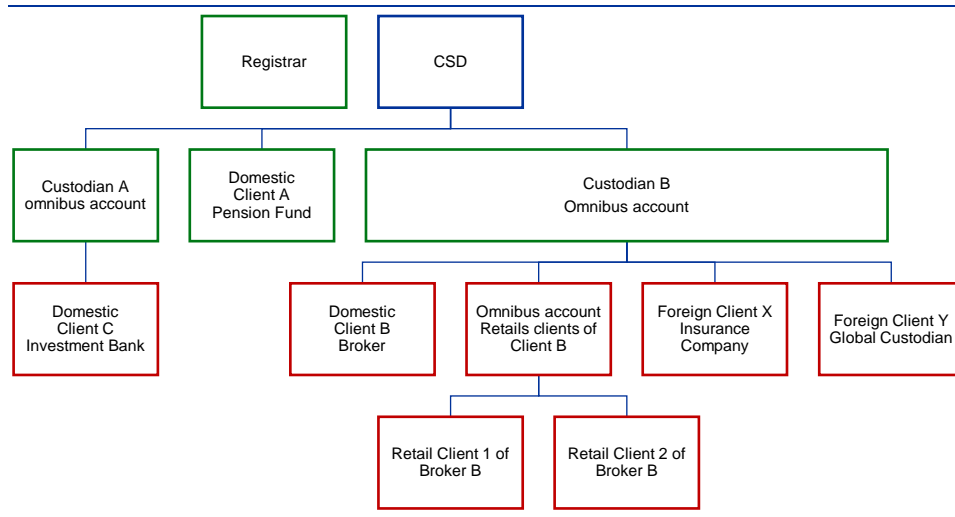 Registrar
CSD
Custodian A
omnibus account
Domestic
Client A
Pension Fund
Custodian B
Omnibus account
Domestic
Client C
Investment Bank
Domestic
Client B
Broker
Omnibus account
Retails clients of
Client B
Foreign Client X
Insurance
Company
Foreign Client Y
Global Custodian
Retail Client 1 of
Broker B
Retail Client 2 of
Broker B